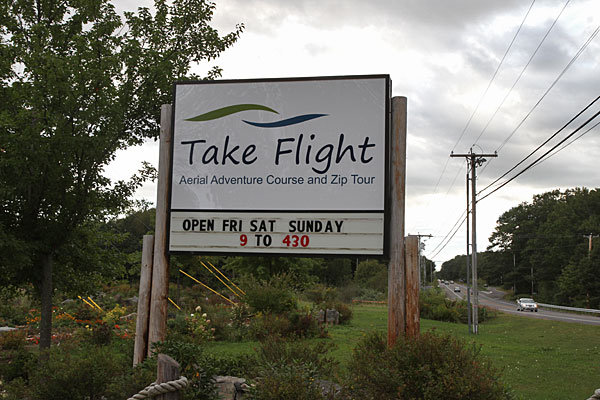 Take Flight
Aerial Adventure Course and Zip Tour
OPEN FRI SAT SUNDAY
9 TO 430